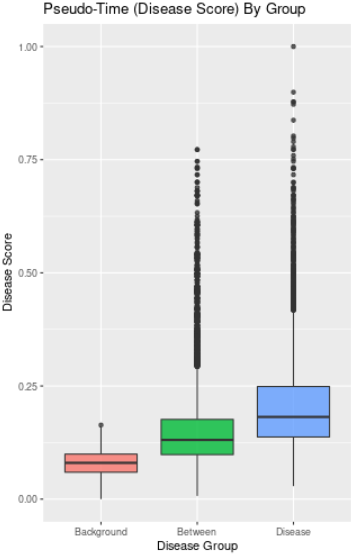 Pseudo-Time (Disease Score) By Group
1.00
0.75
0.50
0.25
0.00
Disease Score
Background Between Disease
Disease Group